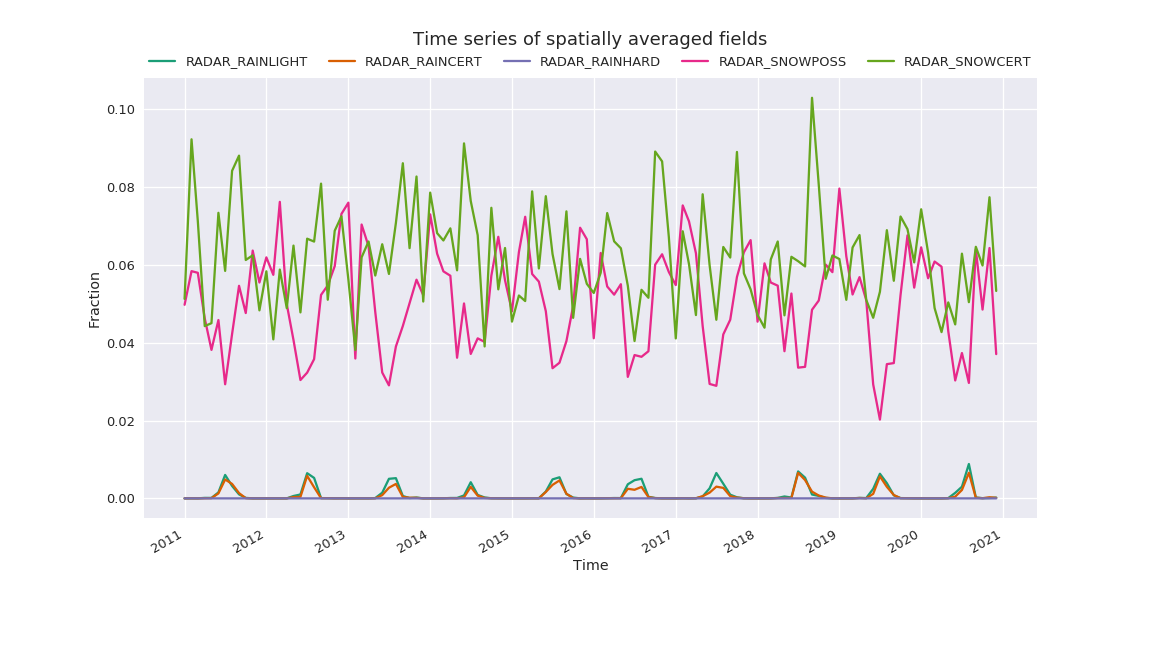 Time series of spatially averaged fields
RADAR_RAINLIGHT RADAR_RAINCERT RADAR_RAINHARD RADAR_SNOWPOSS RADAR_SNOWCERT
0.10
0.08
0.06
0.04
0.02
0.00
Fraction
2011 2012 2013 2014 2015 2016 2017 2018 2019 2020 2021
Time